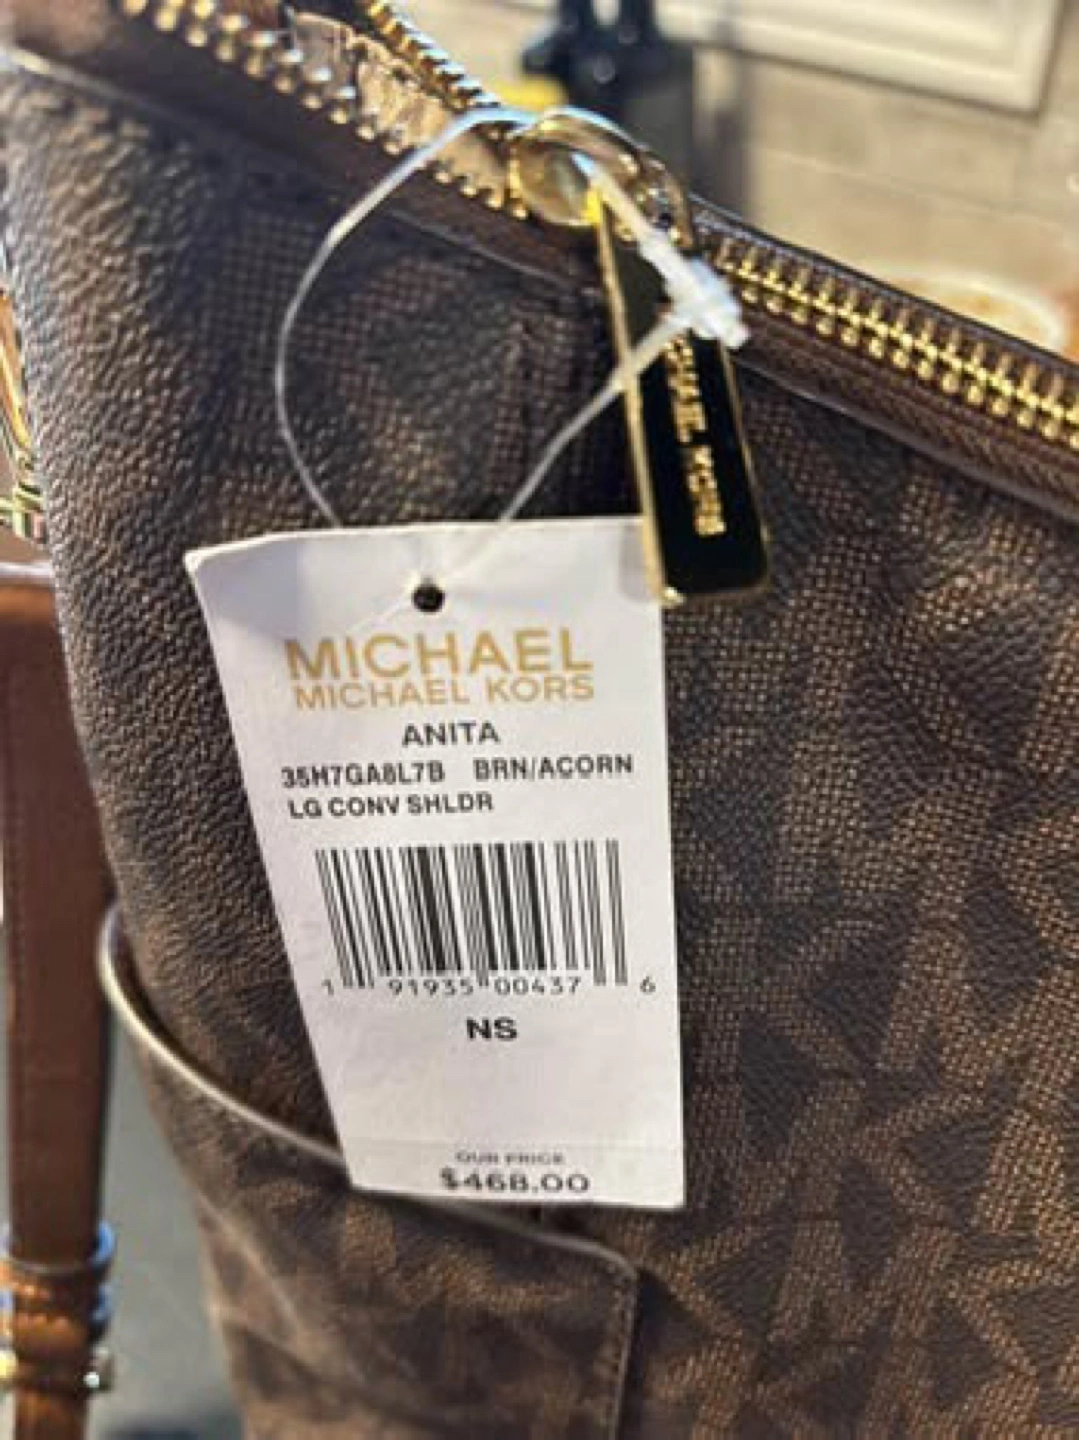 MICHAEL KORS
MICHAEL
MICHAEL KORS
ANITA
35H7GA8L7B BRN/ACORN
LG CONV SHLDR
1 91935 00437 6
NS
OUR PRICE
$468.00